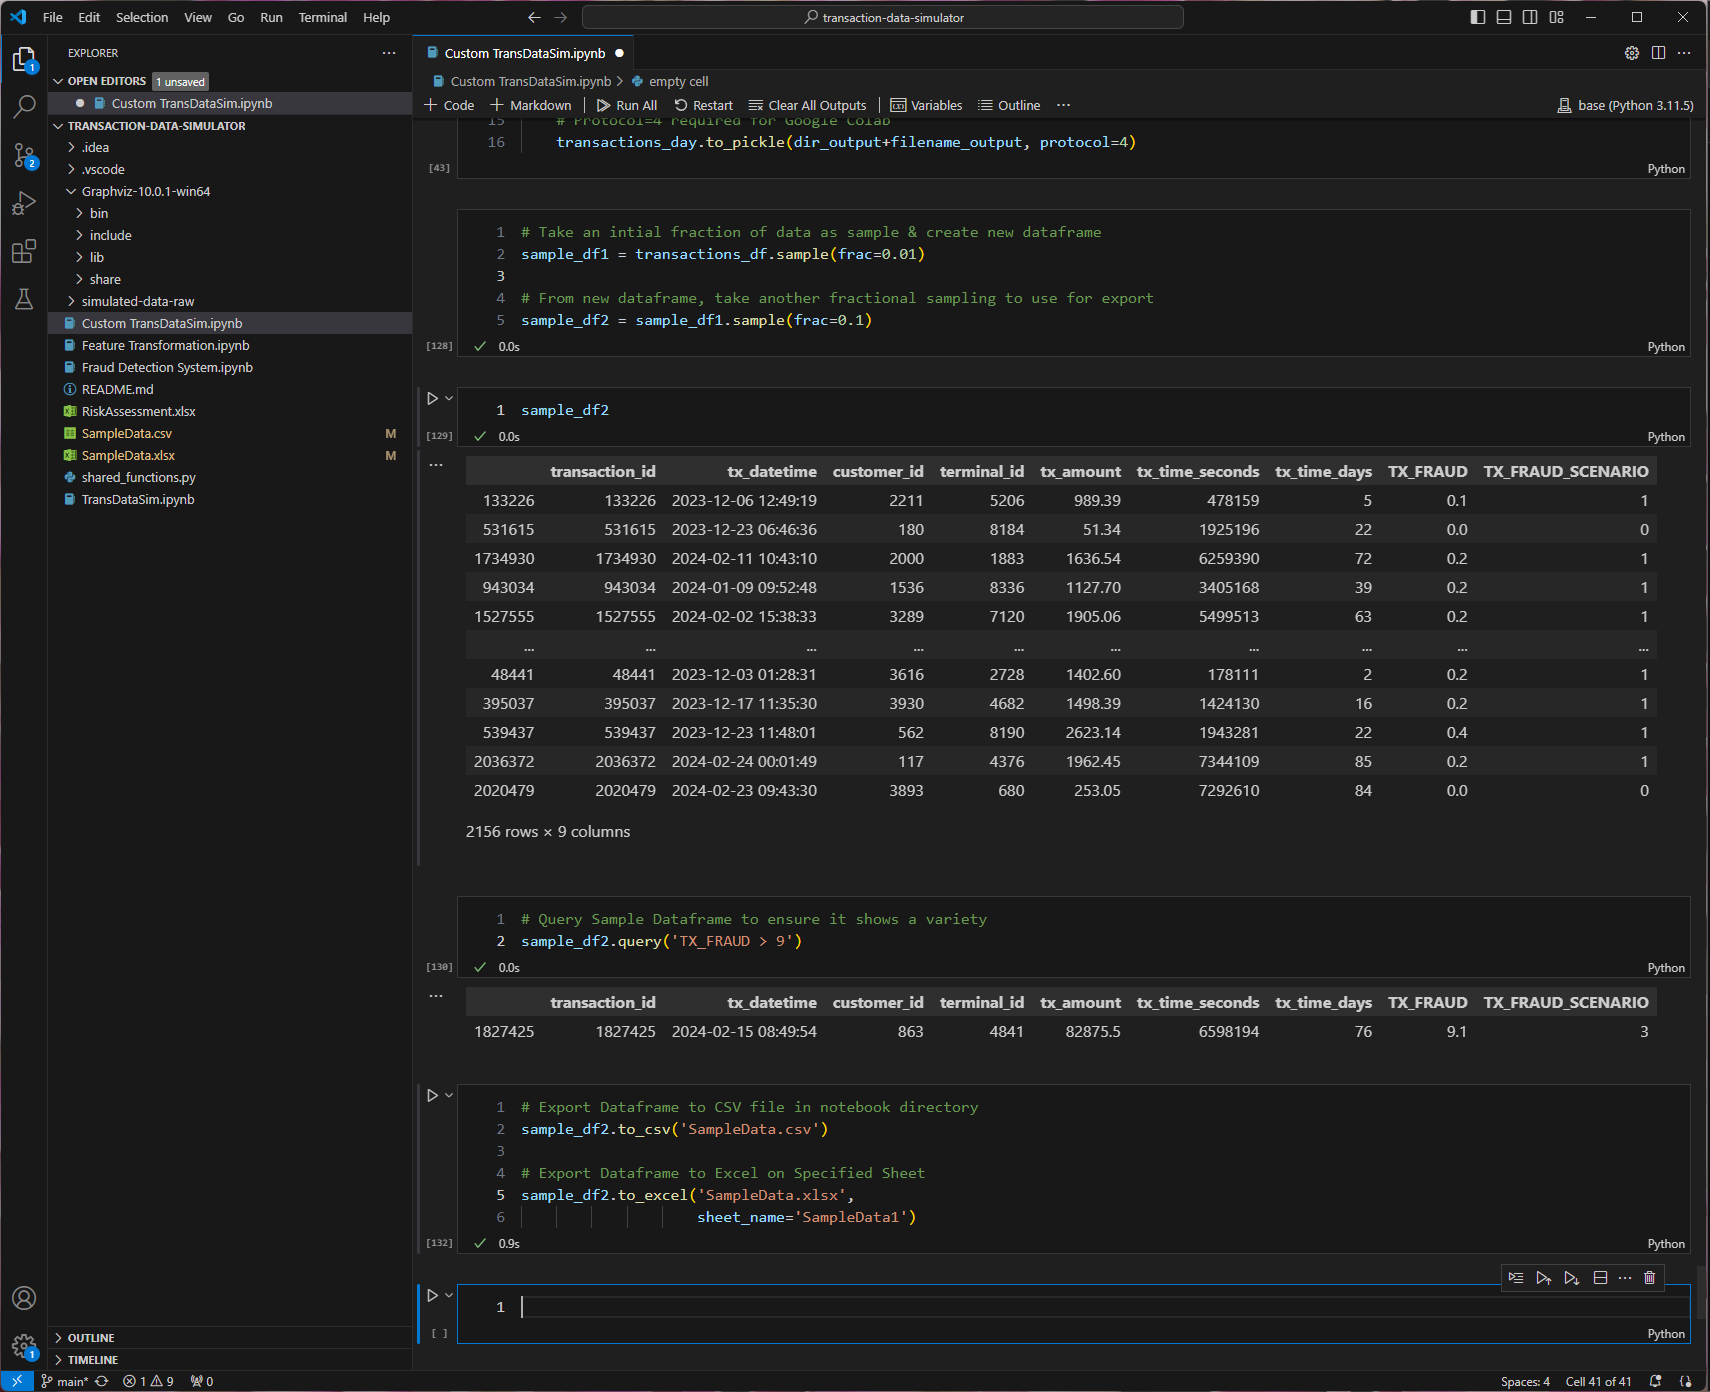 File Edit Selection View Go Run Terminal Help
transaction-data-simulator
EXPLORER
OPEN EDITORS 1 unsaved
Custom TransDataSim.ipynb
TRANSACTION-DATA-SIMULATOR
.idea
.vscode
Graphviz-10.0.1-win64
bin
include
lib
share
simulated-data-raw
Custom TransDataSim.ipynb
Feature Transformation.ipynb
Fraud Detection System.ipynb
README.md
RiskAssessment.xlsx
SampleData.csv M
SampleData.xlsx M
shared_functions.py
TransDataSim.ipynb
OUTLINE
TIMELINE
1
2
1
Custom TransDataSim.ipynb
Custom TransDataSim.ipynb > empty cell
Code Markdown Run All Restart Clear All Outputs Variables Outline ... base (Python 3.11.5)
15 # Protocol=4 required for Google Colab
16 transactions_day.to_pickle(dir_output+filename_output, protocol=4)
[43] Python
1 # Take an intial fraction of data as sample & create new dataframe
2 sample_df1 = transactions_df.sample(frac=0.01)
3
4 # From new dataframe, take another fractional sampling to use for export
5 sample_df2 = sample_df1.sample(frac=0.1)
[128] 0.0s Python
1 sample_df2
[129] 0.0s Python
transaction_id tx_datetime customer_id terminal_id tx_amount tx_time_seconds tx_time_days TX_FRAUD TX_FRAUD_SCENARIO
133226 133226 2023-12-06 12:49:19 2211 5206 989.39 478159 5 0.1 1
531615 531615 2023-12-23 06:46:36 180 8184 51.34 1925196 22 0.0 0
1734930 1734930 2024-02-11 10:43:10 2000 1883 1636.54 6259390 72 0.2 1
943034 943034 2024-01-09 09:52:48 1536 8336 1127.70 3405168 39 0.2 1
1527555 1527555 2024-02-02 15:38:33 3289 7120 1905.06 5499513 63 0.2 1
... ... ... ... ... ... ... ... ... ...
48441 48441 2023-12-03 01:28:31 3616 2728 1402.60 178111 2 0.2 1
395037 395037 2023-12-17 11:35:30 3930 4682 1498.39 1424130 16 0.2 1
539437 539437 2023-12-23 11:48:01 562 8190 2623.14 1943281 22 0.4 1
2036372 2036372 2024-02-24 00:01:49 117 4376 1962.45 7344109 85 0.2 1
2020479 2020479 2024-02-23 09:43:30 3893 680 253.05 7292610 84 0.0 0
2156 rows × 9 columns
1 # Query Sample Dataframe to ensure it shows a variety
2 sample_df2.query('TX_FRAUD > 9')
[130] 0.0s Python
transaction_id tx_datetime customer_id terminal_id tx_amount tx_time_seconds tx_time_days TX_FRAUD TX_FRAUD_SCENARIO
1827425 1827425 2024-02-15 08:49:54 863 4841 82875.5 6598194 76 9.1 3
1 # Export Dataframe to CSV file in notebook directory
2 sample_df2.to_csv('SampleData.csv')
3
4 # Export Dataframe to Excel on Specified Sheet
5 sample_df2.to_excel('SampleData.xlsx',
6 sheet_name='SampleData1')
[132] 0.9s Python
1
[ ] Python
main* 1 9 0 Spaces: 4 Cell 41 of 41